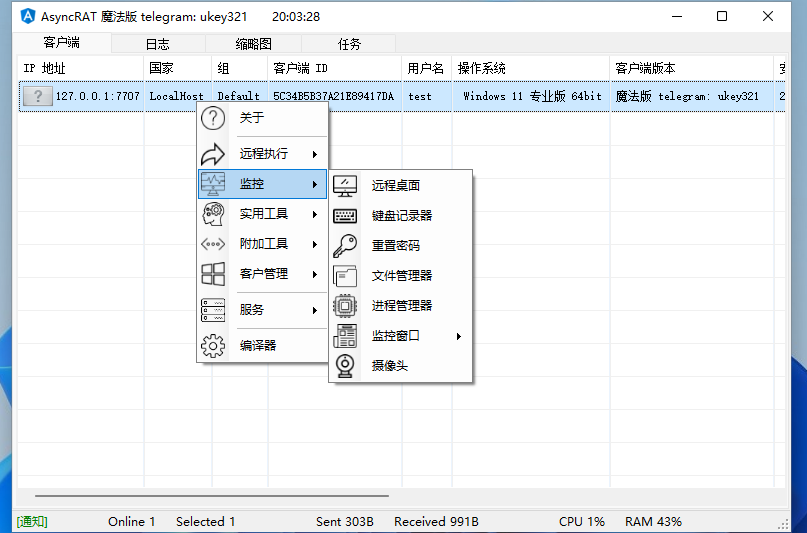 AsyncRAT 魔法版 telegram: ukey321 20:03:28
客户端 日志 缩略图 任务
IP 地址 国家 组 客户端 ID 用户名 操作系统 客户端版本
? 127.0.0.1:7707 LocalHost Default 5C34B5B37A21E89417DA test Windows 11 专业版 64bit 魔法版 telegram: ukey321 2
关于
远程执行
监控
实用工具
附加工具
客户管理
服务
编译器
远程桌面
键盘记录器
重置密码
文件管理器
进程管理器
监控窗口
摄像头
[通知] Online 1 Selected 1 Sent 303B Received 991B CPU 1% RAM 43%